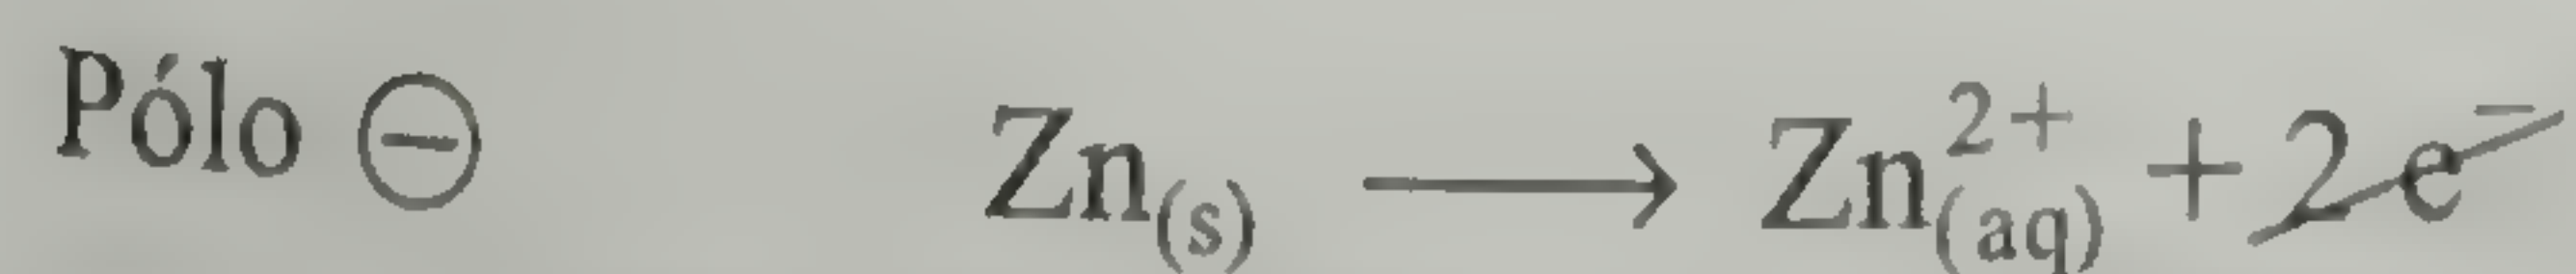 Pólo ⊖ Zn(s) ⟶ Zn²⁺(aq) + 2 e⁻